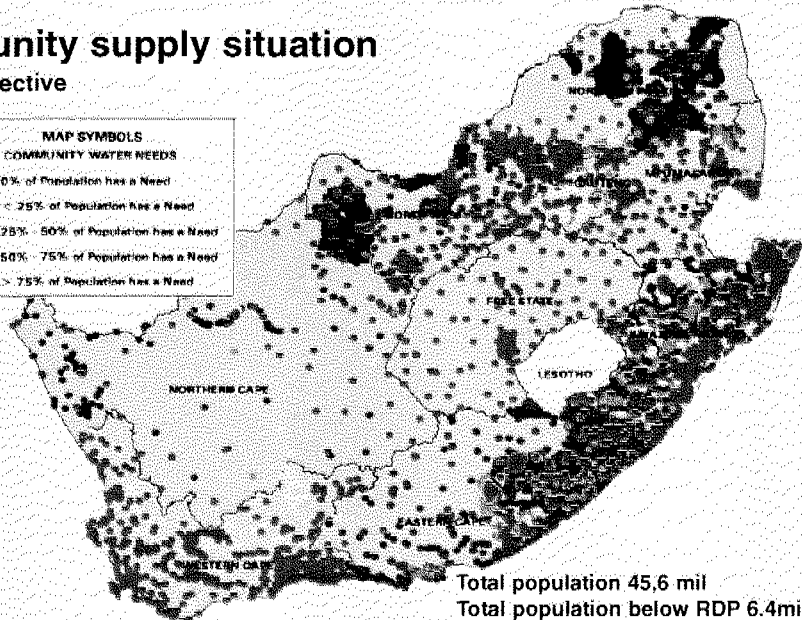 unity supply situation
ective
MAP SYMBOLS
COMMUNITY WATER NEEDS
0% of Population has a Need
< 25% of Population has a Need
25% - 50% of Population has a Need
50% - 75% of Population has a Need
> 75% of Population has a Need
FREE STATE
LESOTHO
NORTHERN CAPE
EASTERN CAPE
WESTERN CAPE
Total population 45,6 mil
Total population below RDP 6.4mi